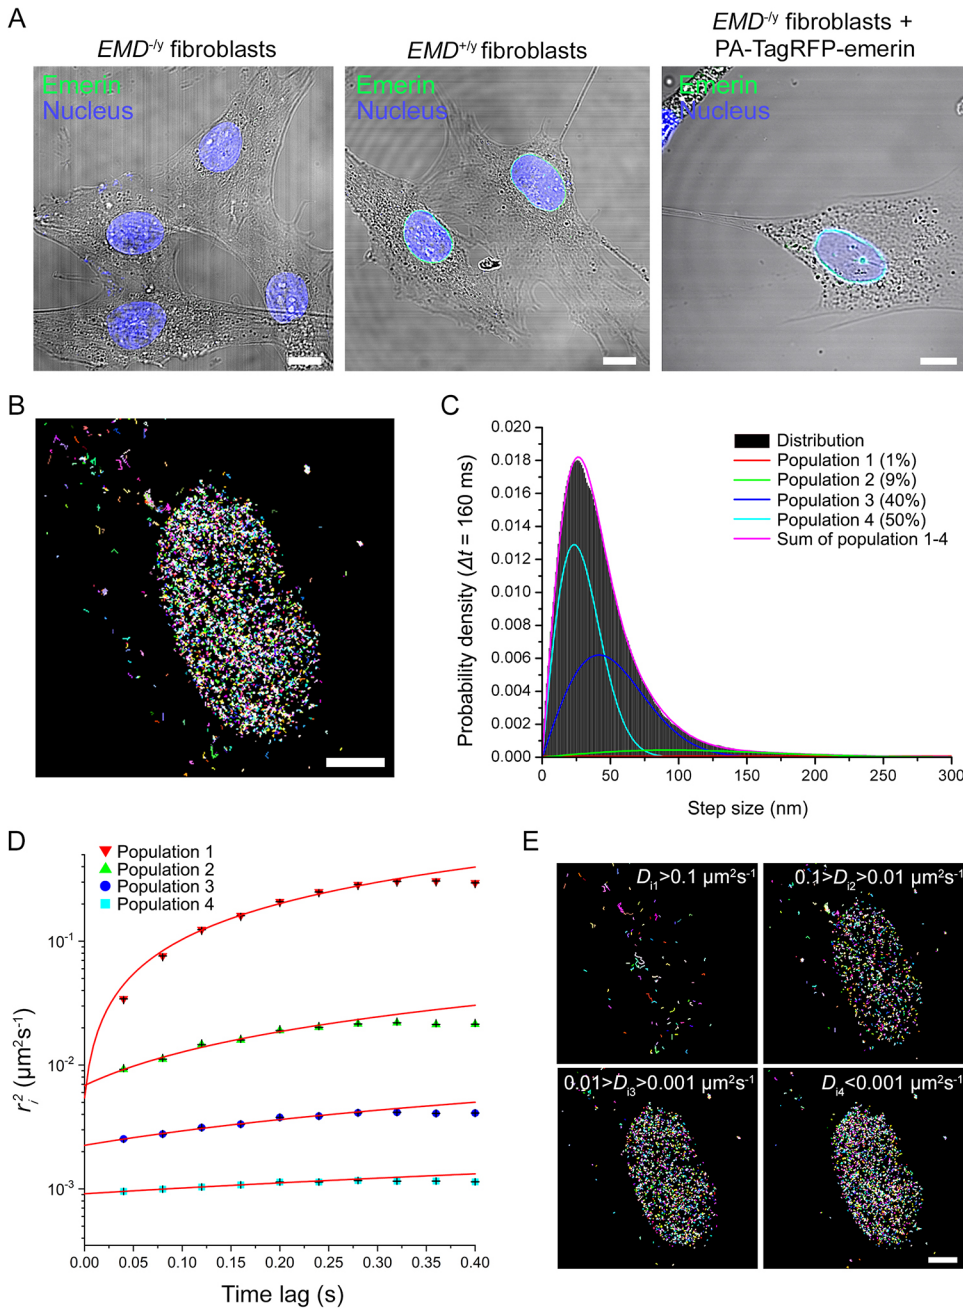 A
EMD-/y fibroblasts
EMD+/y fibroblasts
EMD-/y fibroblasts +
PA-TagRFP-emerin
Emerin
Nucleus
Emerin
Nucleus
Emerin
Nucleus
B
C
Probability density (Δt = 160 ms)
0.020
0.018
0.016
0.014
0.012
0.010
0.008
0.006
0.004
0.002
0.000
Distribution
Population 1 (1%)
Population 2 (9%)
Population 3 (40%)
Population 4 (50%)
Sum of population 1-4
0 50 100 150 200 250 300
Step size (nm)
D
Population 1
Population 2
Population 3
Population 4
ri2 (µm2s-1)
10-1
10-2
10-3
0.00 0.05 0.10 0.15 0.20 0.25 0.30 0.35 0.40
Time lag (s)
E
Di1>0.1 µm2s-1
0.1>Di2>0.01 µm2s-1
0.01>Di3>0.001 µm2s-1
Di4<0.001 µm2s-1